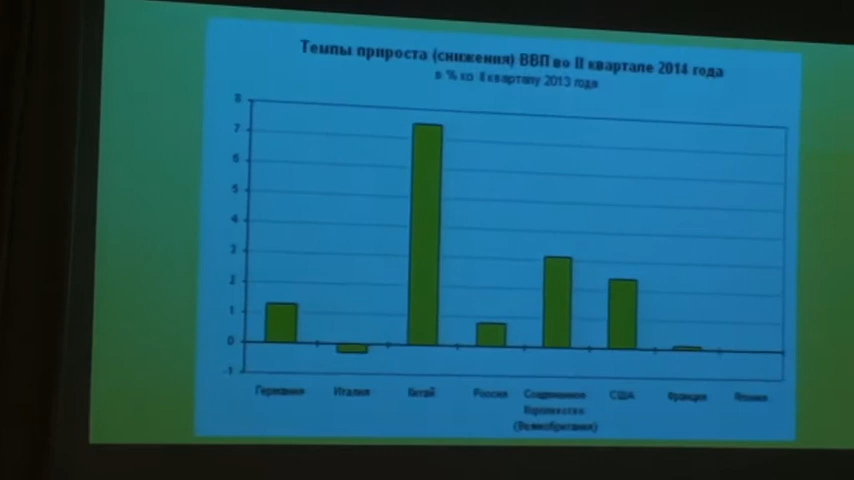 Темпы прироста (снижения) ВВП во II квартале 2014 года
в % ко II кварталу 2013 года
8
7
6
5
4
3
2
1
0
-1
Германия Италия Китай Россия Соединенное США Франция Япония
Королевство
(Великобритания)